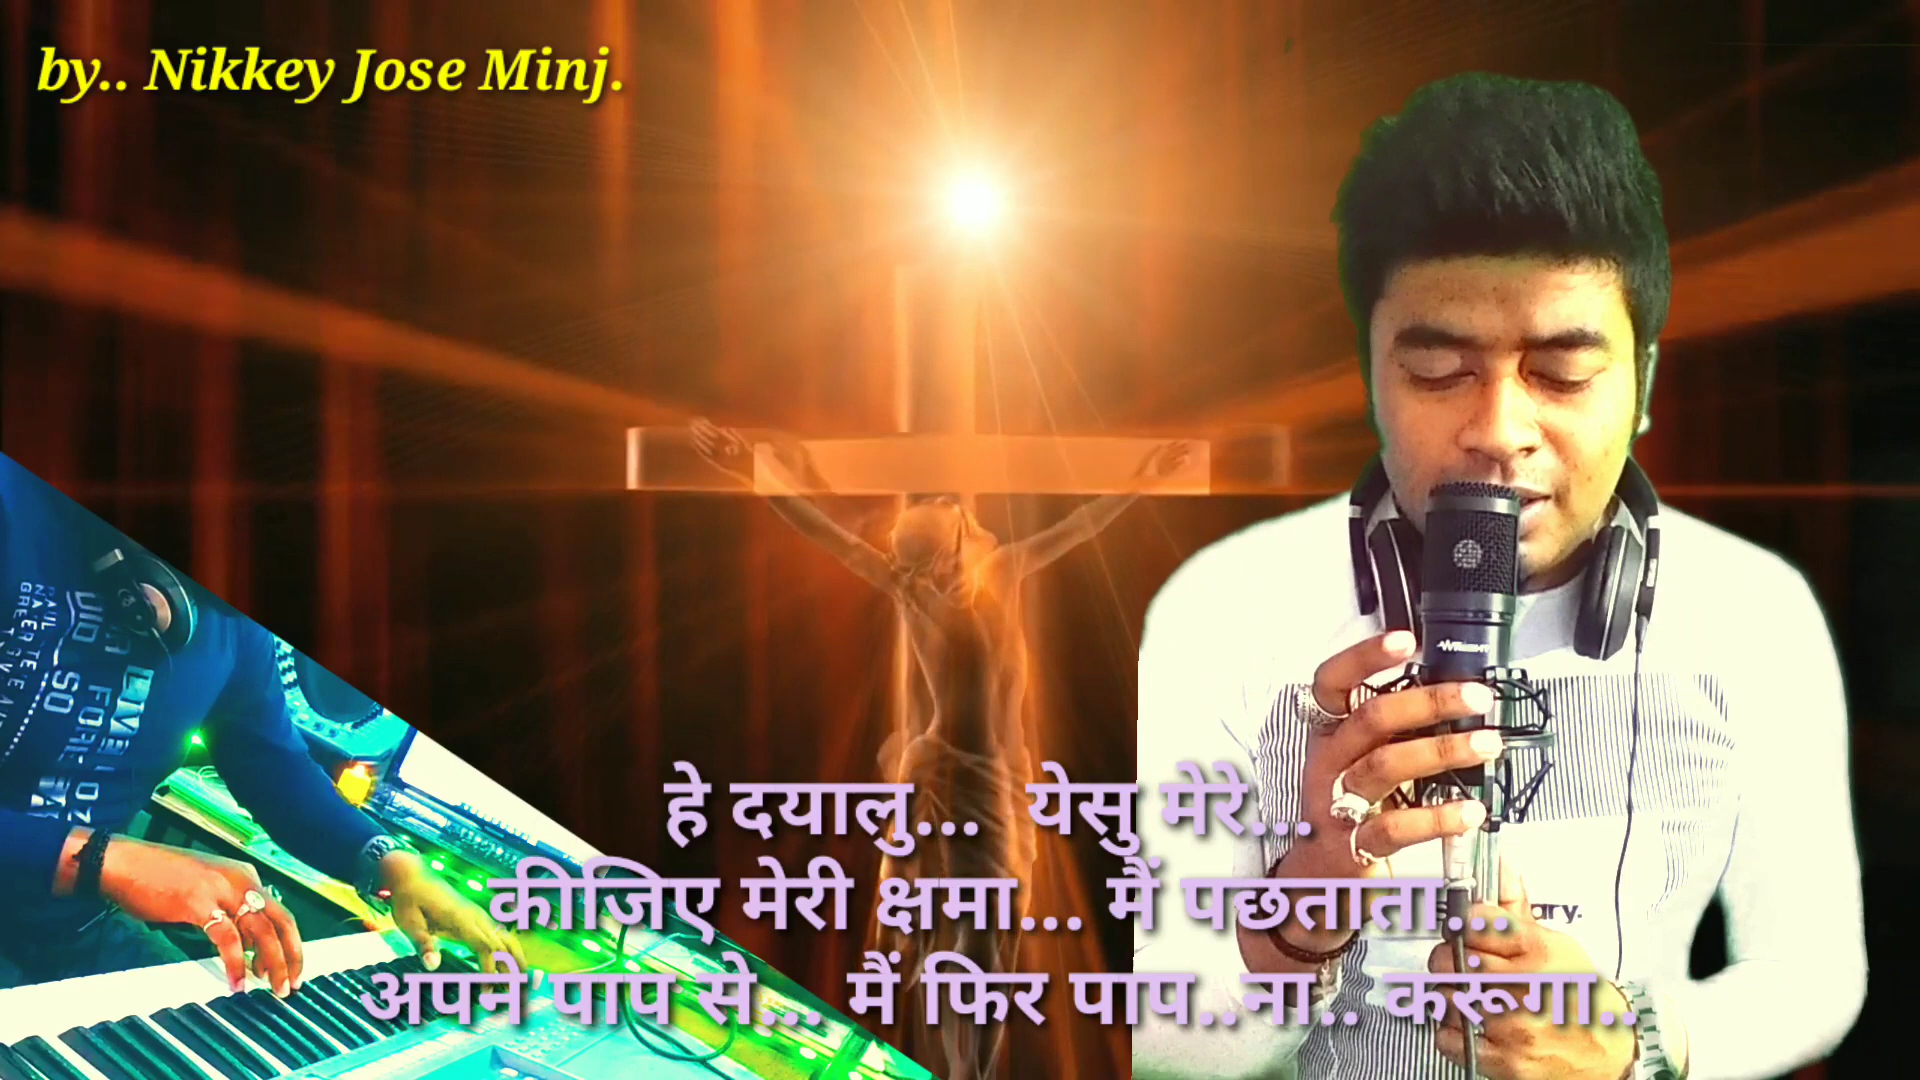 by.. Nikkey Jose Minj.
हे दयालु... येसु मेरे...
कीजिए मेरी क्षमा... मैं पछताता...
अपने पाप से... मैं फिर पाप..ना.. करूंगा..